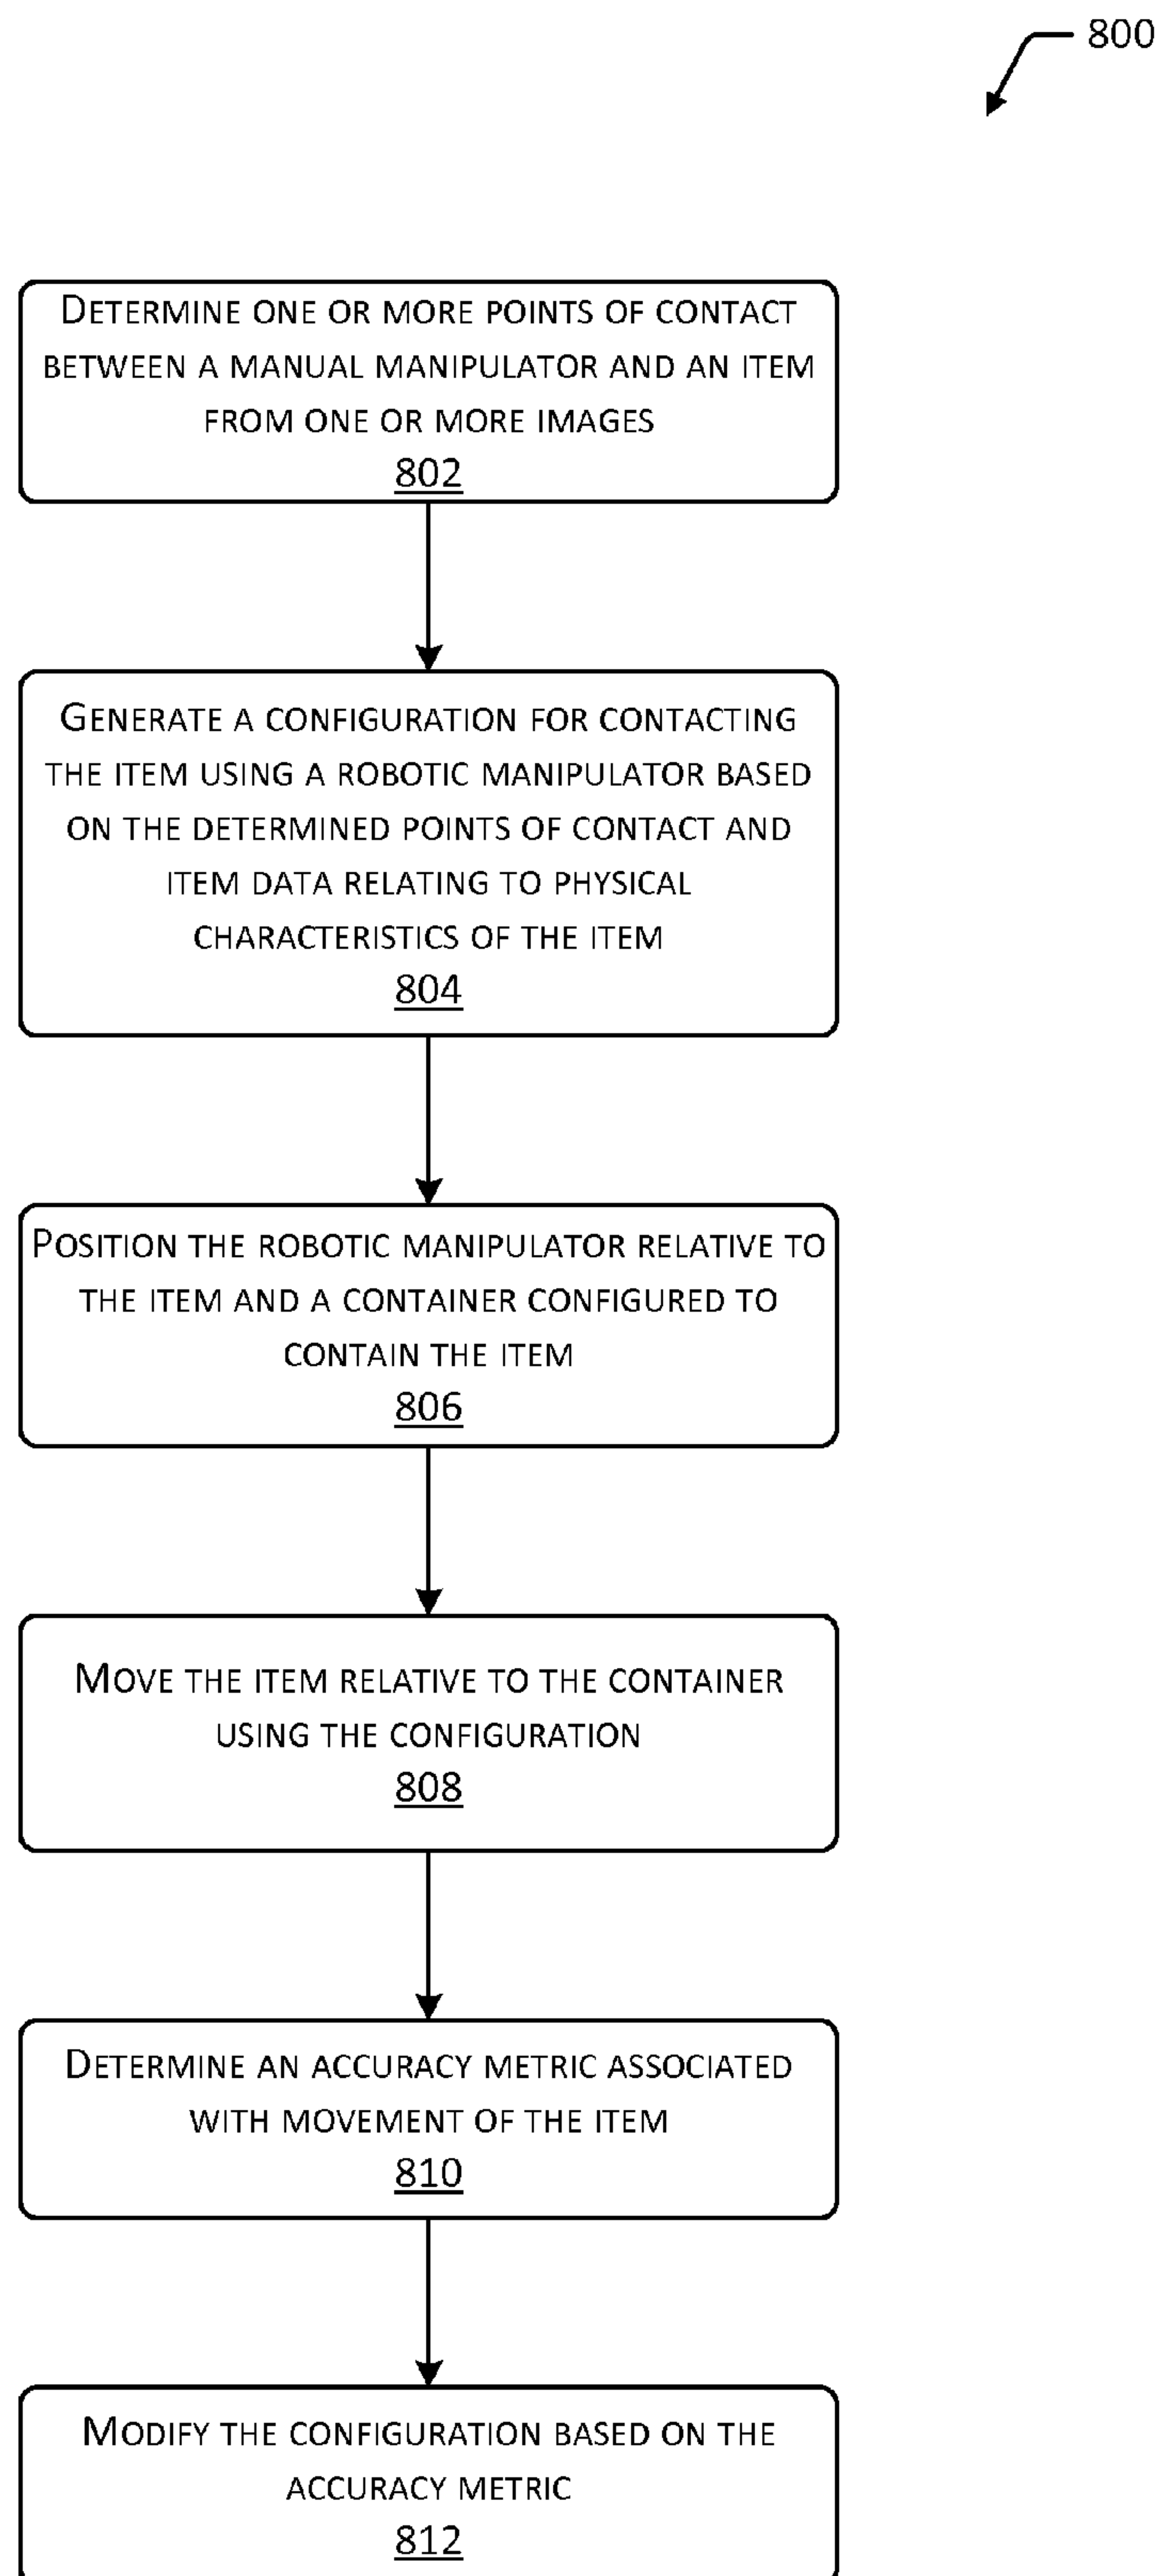 800
DETERMINE ONE OR MORE POINTS OF CONTACT
BETWEEN A MANUAL MANIPULATOR AND AN ITEM
FROM ONE OR MORE IMAGES
802
GENERATE A CONFIGURATION FOR CONTACTING
THE ITEM USING A ROBOTIC MANIPULATOR BASED
ON THE DETERMINED POINTS OF CONTACT AND
ITEM DATA RELATING TO PHYSICAL
CHARACTERISTICS OF THE ITEM
804
POSITION THE ROBOTIC MANIPULATOR RELATIVE TO
THE ITEM AND A CONTAINER CONFIGURED TO
CONTAIN THE ITEM
806
MOVE THE ITEM RELATIVE TO THE CONTAINER
USING THE CONFIGURATION
808
DETERMINE AN ACCURACY METRIC ASSOCIATED
WITH MOVEMENT OF THE ITEM
810
MODIFY THE CONFIGURATION BASED ON THE
ACCURACY METRIC
812